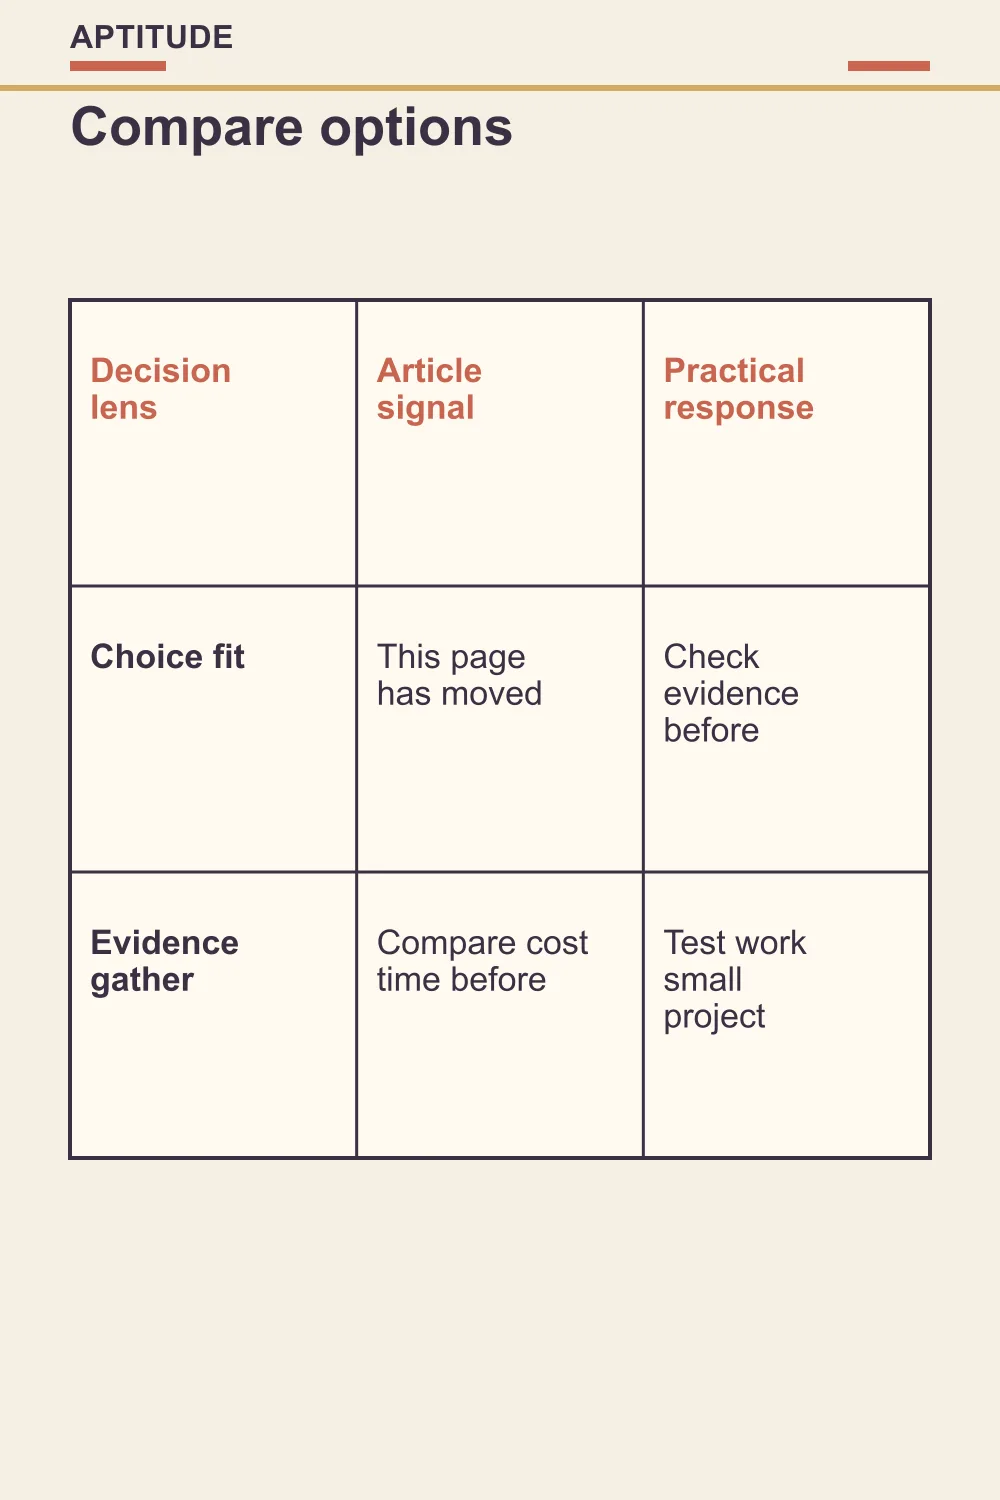 APTITUDE
Compare options
Decision
lens
Article
signal
Practical
response
Choice fit
This page
has moved
Check
evidence
before
Evidence
gather
Compare cost
time before
Test work
small
project